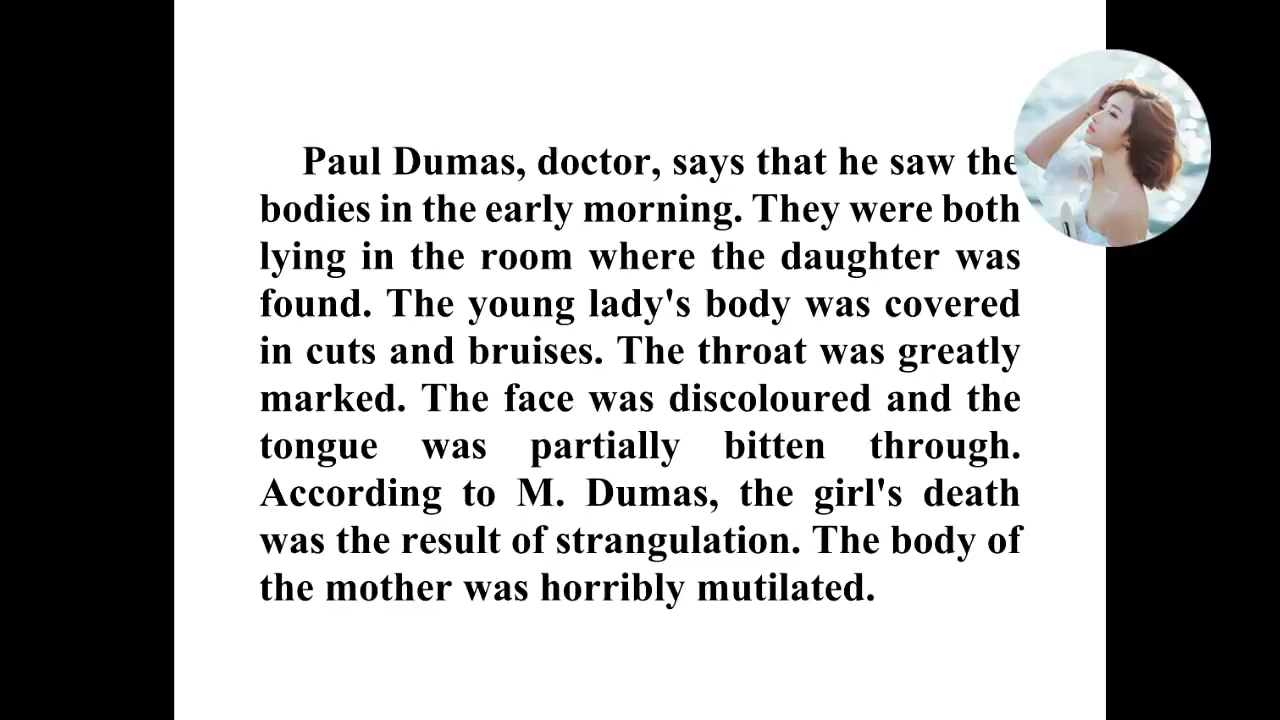 Paul Dumas, doctor, says that he saw the
bodies in the early morning. They were both
lying in the room where the daughter was
found. The young lady's body was covered
in cuts and bruises. The throat was greatly
marked. The face was discoloured and the
tongue was partially bitten through.
According to M. Dumas, the girl's death
was the result of strangulation. The body of
the mother was horribly mutilated.